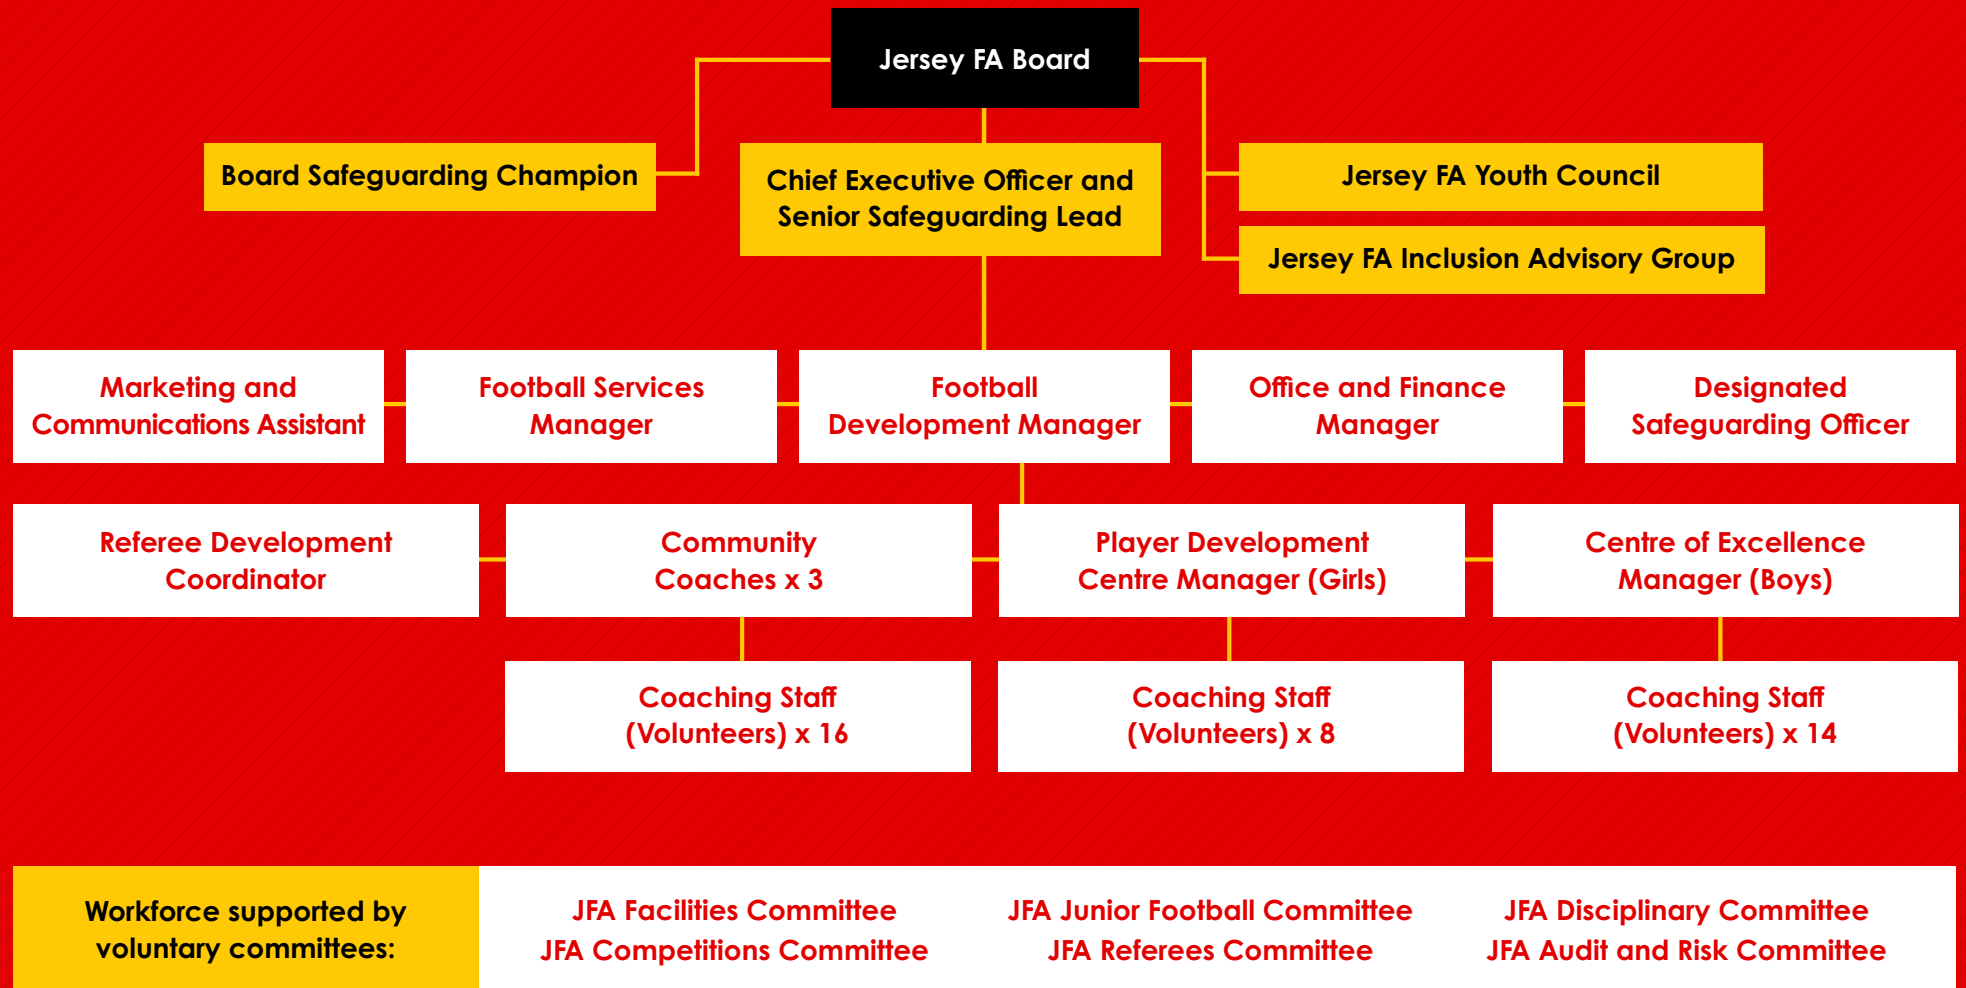 Jersey FA Board
Board Safeguarding Champion
Chief Executive Officer and
Senior Safeguarding Lead
Jersey FA Youth Council
Jersey FA Inclusion Advisory Group
Marketing and
Communications Assistant
Football Services
Manager
Football
Development Manager
Office and Finance
Manager
Designated
Safeguarding Officer
Referee Development
Coordinator
Community
Coaches x 3
Player Development
Centre Manager (Girls)
Centre of Excellence
Manager (Boys)
Coaching Staff
(Volunteers) x 16
Coaching Staff
(Volunteers) x 8
Coaching Staff
(Volunteers) x 14
Workforce supported by
voluntary committees:
JFA Facilities Committee
JFA Competitions Committee
JFA Junior Football Committee
JFA Referees Committee
JFA Disciplinary Committee
JFA Audit and Risk Committee